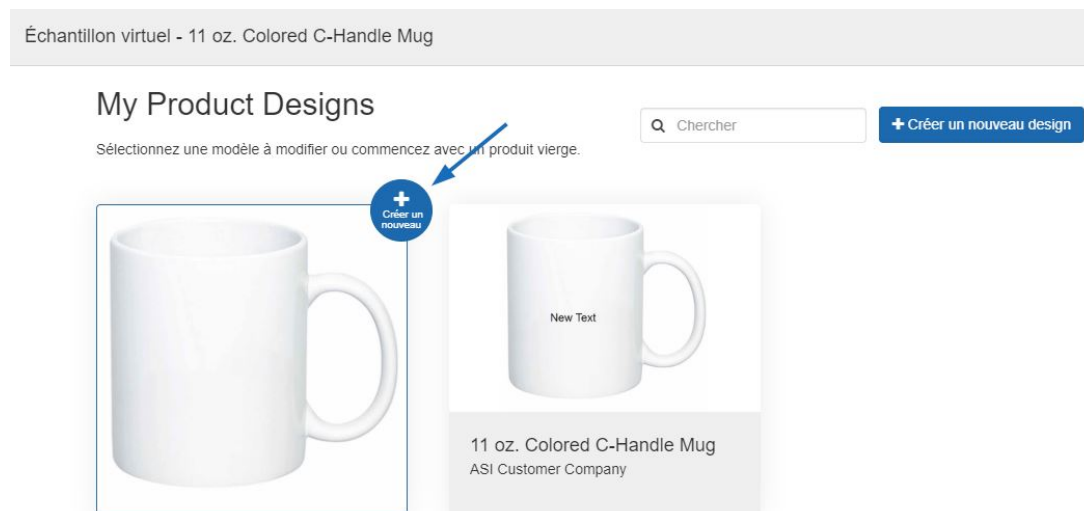 Échantillon virtuel - 11 oz. Colored C-Handle Mug
My Product Designs
Chercher
+ Créer un nouveau design
Sélectionnez une modèle à modifier ou commencez avec un produit vierge.
+
Créer un
nouveau
New Text
11 oz. Colored C-Handle Mug
ASI Customer Company